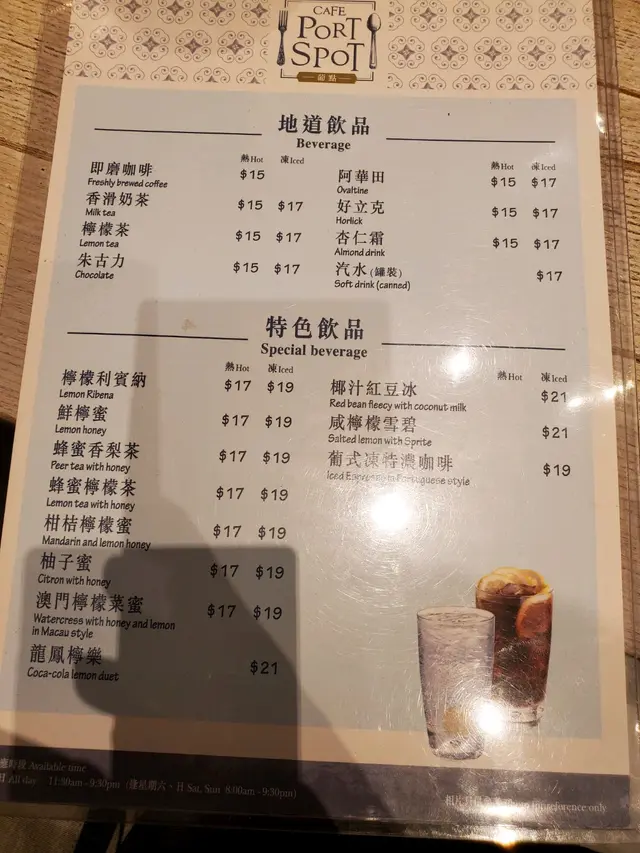 CAFE
PORT
SPOT
龍點
地道飲品
Beverage
熱Hot 凍Iced
即磨咖啡 $15
Freshly brewed coffee
香滑奶茶 $15 $17
Milk tea
檸檬茶 $15 $17
Lemon tea
朱古力 $15 $17
Chocolate
熱Hot 凍Iced
阿華田 $15 $17
Ovaltine
好立克 $15 $17
Horlick
杏仁霜 $15 $17
Almond drink
汽水(罐裝) $17
Soft drink (canned)
特色飲品
Special beverage
熱Hot 凍Iced
檸檬利賓納 $17 $19
Lemon Ribena
鮮檸蜜 $17 $19
Lemon honey
蜂蜜香梨茶 $17 $19
Peer tea with honey
蜂蜜檸檬茶 $17 $19
Lemon tea with honey
柑桔檸檬蜜 $17 $19
Mandarin and lemon honey
柚子蜜 $17 $19
Citron with honey
澳門檸檬菜蜜 $17 $19
Watercress with honey and lemon
in Macau style
龍鳳檸樂 $21
Coca-cola lemon duet
熱Hot 凍Iced
椰汁紅豆冰 $21
Red bean fleecy with coconut milk
咸檸檬雪碧 $21
Salted lemon with Sprite
葡式凍特濃咖啡 $19
Iced Espresso in Portuguese style
Available time
All day 11:30am - 9:30pm (逢星期六、日 Sat, Sun 8:00am - 9:30pm)
相片只 only